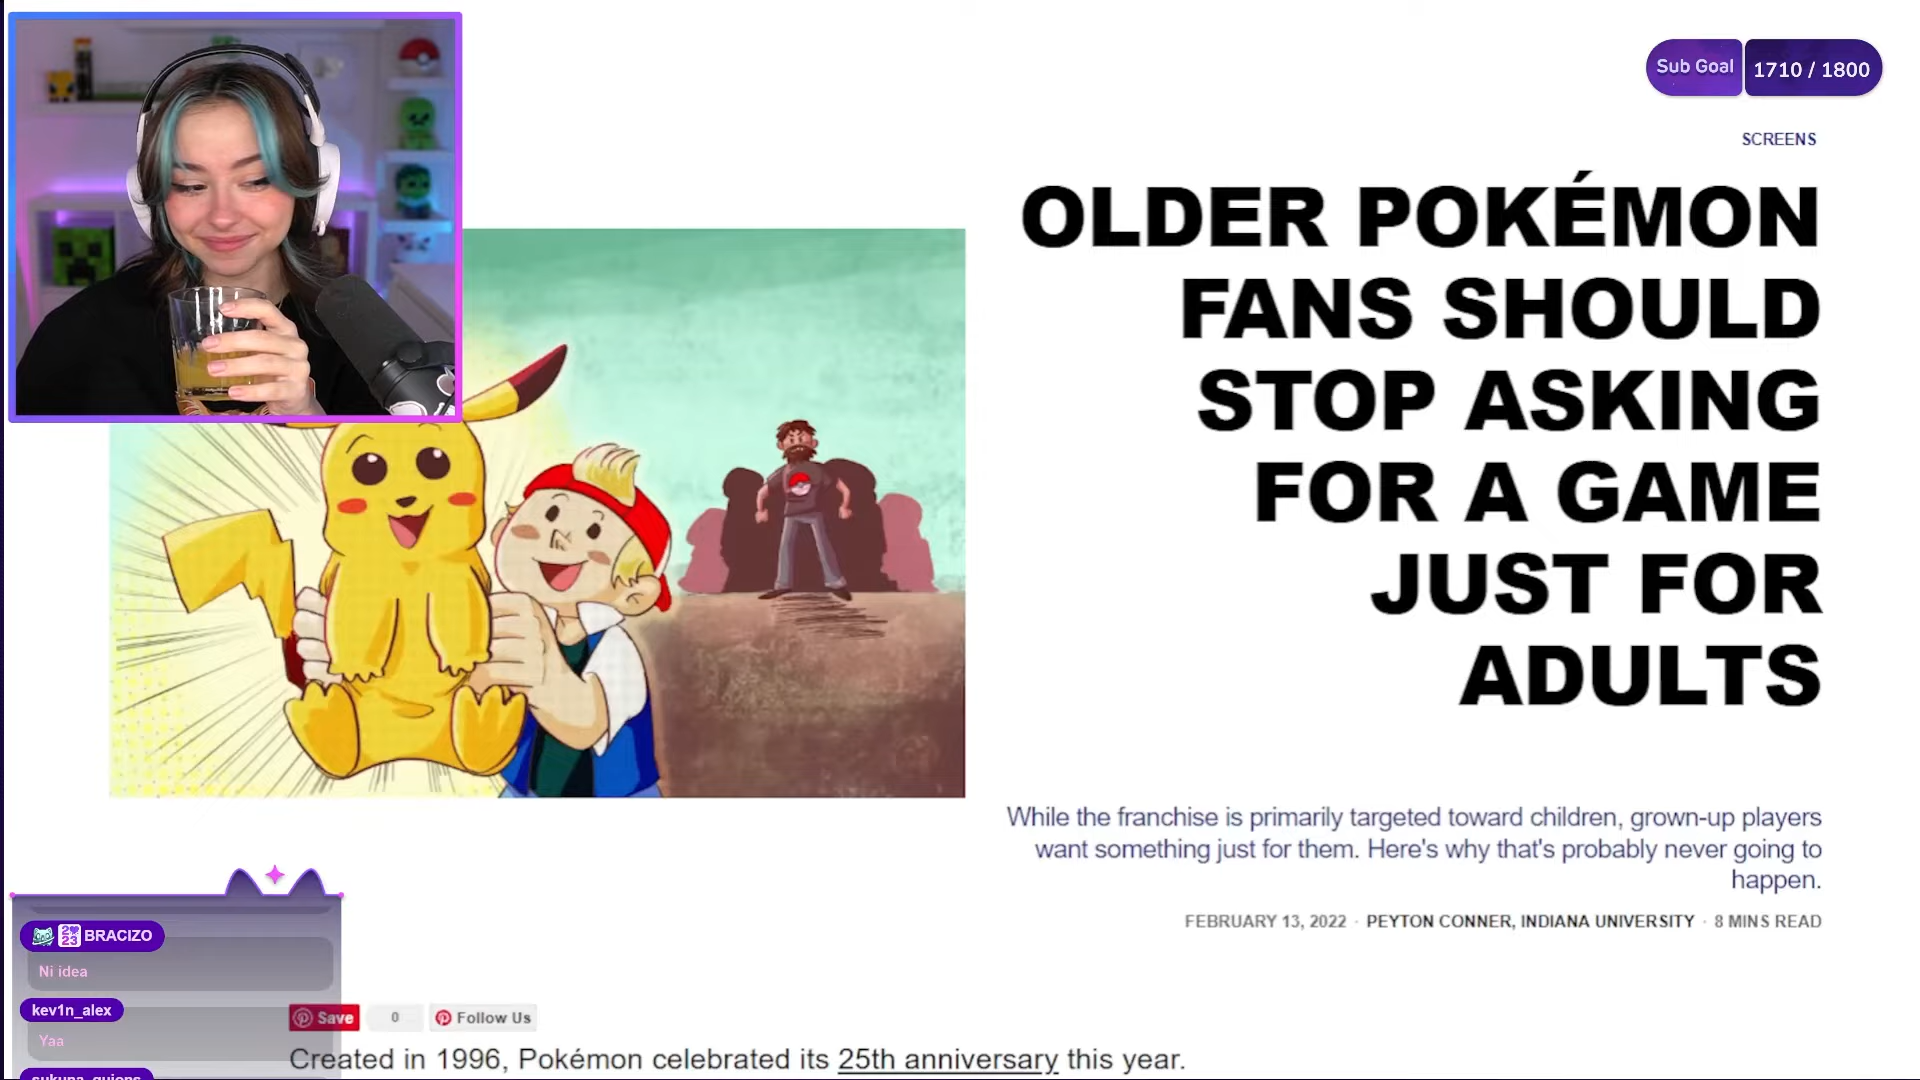 Sub Goal
1710 / 1800
SCREENS
OLDER POKÉMON
FANS SHOULD
STOP ASKING
FOR A GAME
JUST FOR
ADULTS
While the franchise is primarily targeted toward children, grown-up players
want something just for them. Here's why that's probably never going to
happen.
FEBRUARY 13, 2022 · PEYTON CONNER, INDIANA UNIVERSITY · 8 MINS READ
BRACIZO
Ni idea
kev1n_alex
Yaa
Save
0
Follow Us
Created in 1996, Pokémon celebrated its 25th anniversary this year.